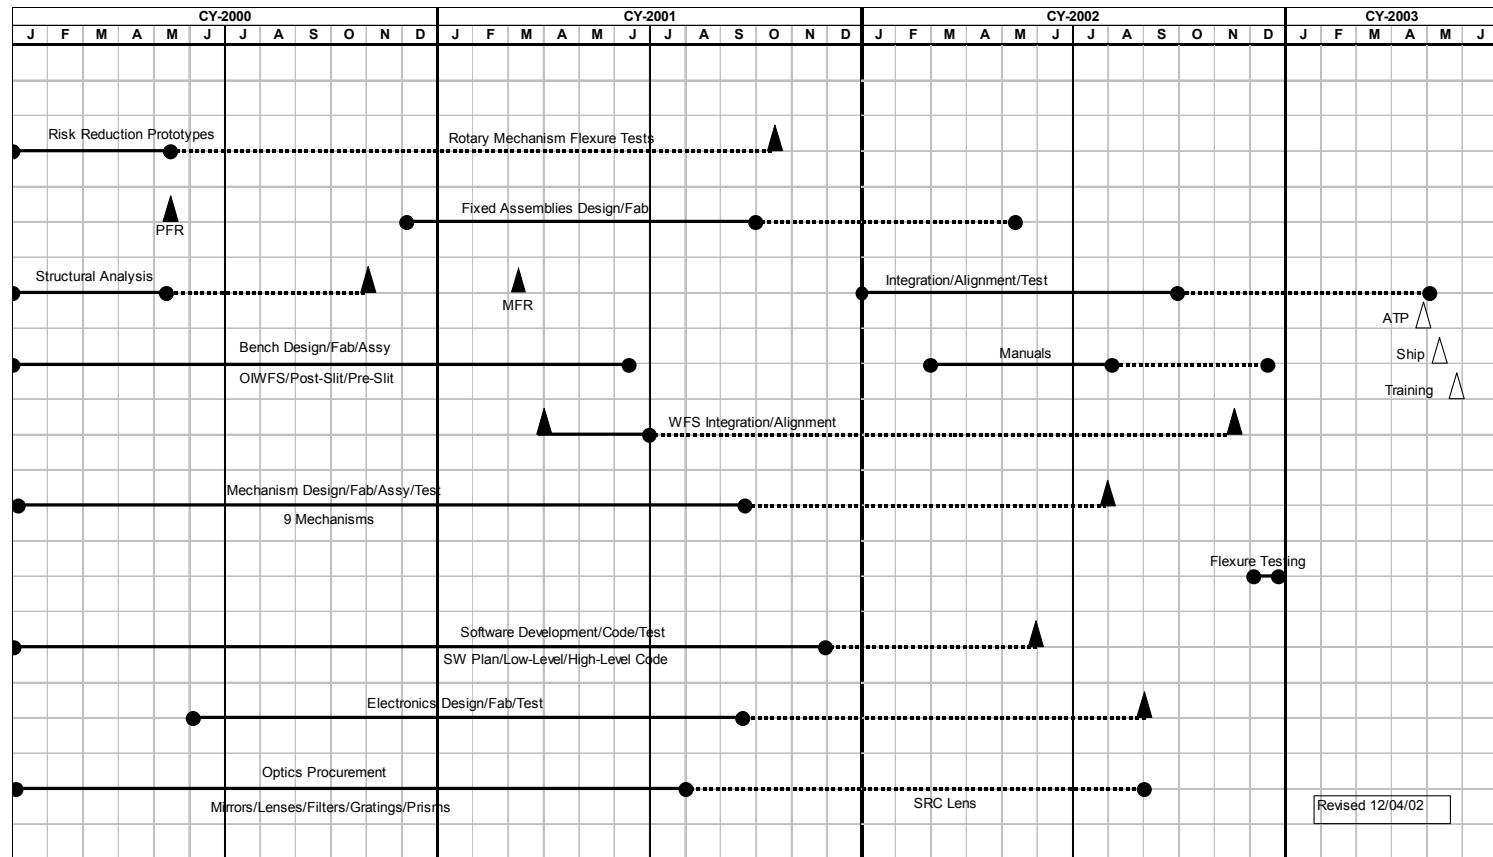 CY-2000 CY-2001 CY-2002 CY-2003
J F M A M J J A S O N D J F M A M J J A S O N D J F M A M J J A S O N D J F M A M J
Risk Reduction Prototypes
Rotary Mechanism Flexure Tests
PFR
Fixed Assemblies Design/Fab
Structural Analysis
MFR
Integration/Alignment/Test
ATP
Bench Design/Fab/Assy
OIWFS/Post-Slit/Pre-Slit
Manuals
Ship
Training
WFS Integration/Alignment
Mechanism Design/Fab/Assy/Test
9 Mechanisms
Flexure Testing
Software Development/Code/Test
SW Plan/Low-Level/High-Level Code
Electronics Design/Fab/Test
Optics Procurement
Mirrors/Lenses/Filters/Gratings/Prisms
SRC Lens
Revised 12/04/02